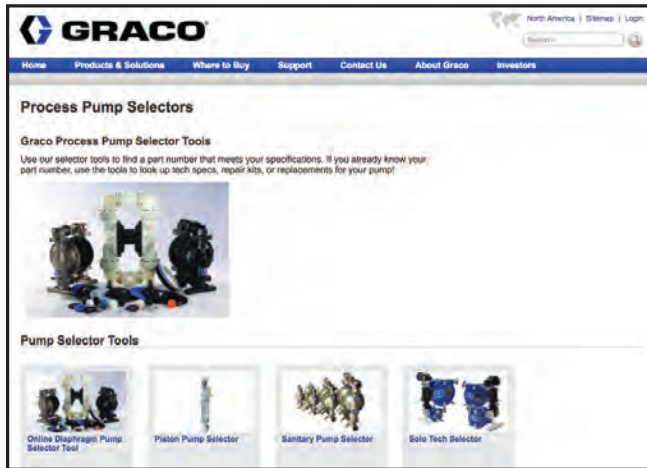 GRACO
North America | Sitemap | Login
Search
Home Products & Solutions Where to Buy Support Contact Us About Graco Investors
Process Pump Selectors
Graco Process Pump Selector Tools
Use our selector tools to find a part number that meets your specifications. If you already know your
part number, use the tools to look up tech specs, repair kits, or replacements for your pump!
Pump Selector Tools
Online Diaphragm Pump
Selector Tool
Piston Pump Selector
Sanitary Pump Selector
Solo Tech Selector